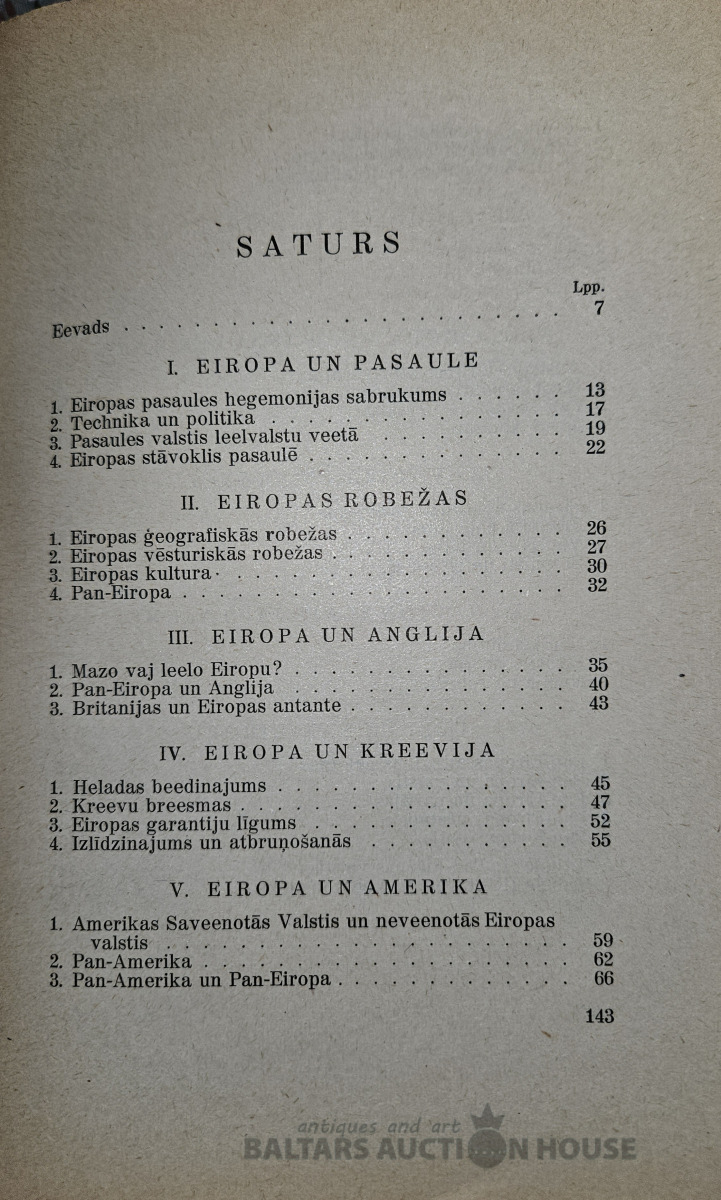 SATURS
Lpp.
Eevads . . . . . . . . . . . . . . . . . . . . . . 7
I. EIROPA UN PASAULE
1. Eiropas pasaules hegemonijas sabrukums . . . . . . 13
2. Technika un politika . . . . . . . . . . . . . . . 17
3. Pasaules valstis leelvalstu veetā . . . . . . . . . . 19
4. Eiropas stāvoklis pasaulē . . . . . . . . . . . . . 22
II. EIROPAS ROBEŽAS
1. Eiropas ģeografiskās robežas . . . . . . . . . . . . 26
2. Eiropas vēsturiskās robežas . . . . . . . . . . . . . 27
3. Eiropas kultura . . . . . . . . . . . . . . . . . . 30
4. Pan-Eiropa . . . . . . . . . . . . . . . . . . . . 32
III. EIROPA UN ANGLIJA
1. Mazo vaj leelo Eiropu? . . . . . . . . . . . . . . . 35
2. Pan-Eiropa un Anglija . . . . . . . . . . . . . . . 40
3. Britanijas un Eiropas antante . . . . . . . . . . . . 43
IV. EIROPA UN KREEVIJA
1. Heladas beedinajums . . . . . . . . . . . . . . . . 45
2. Kreevu breesmas . . . . . . . . . . . . . . . . . . 47
3. Eiropas garantiju līgums . . . . . . . . . . . . . . 52
4. Izlīdzinajums un atbruņošanās . . . . . . . . . . . 55
V. EIROPA UN AMERIKA
1. Amerikas Saveenotās Valstis un neveenotās Eiropas
valstis . . . . . . . . . . . . . . . . . . . . . 59
2. Pan-Amerika . . . . . . . . . . . . . . . . . . . 62
3. Pan-Amerika un Pan-Eiropa . . . . . . . . . . . . . 66
143
antiques and art
BALTARS AUCTION HOUSE